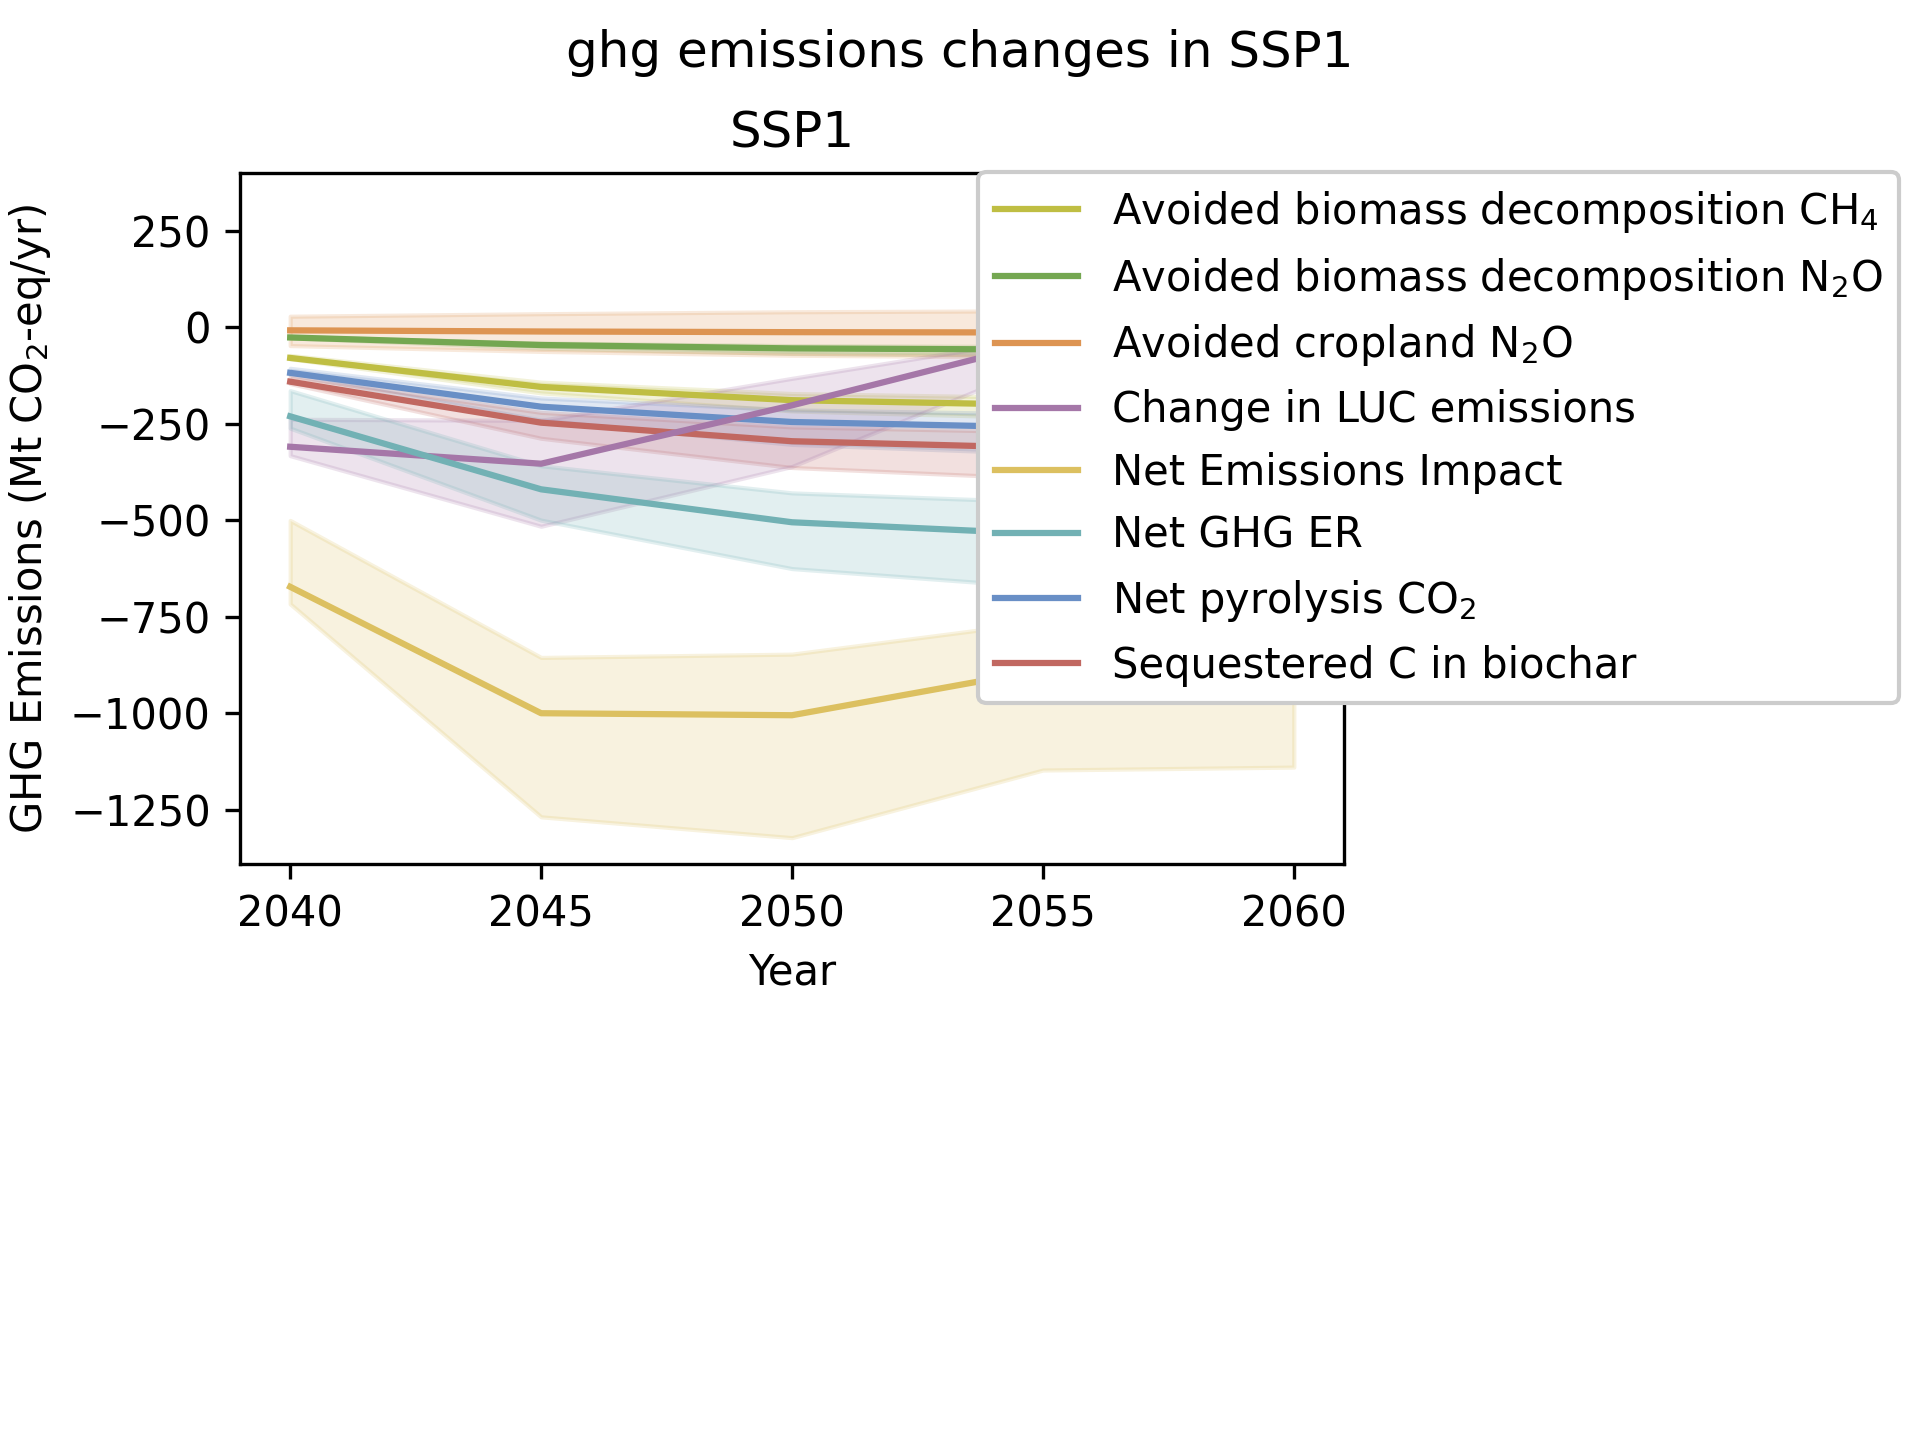 ghg emissions changes in SSP1
SSP1
GHG Emissions (Mt CO₂-eq/yr)
250
0
−250
−500
−750
−1000
−1250
2040 2045 2050 2055 2060
Year
Avoided biomass decomposition CH₄
Avoided biomass decomposition N₂O
Avoided cropland N₂O
Change in LUC emissions
Net Emissions Impact
Net GHG ER
Net pyrolysis CO₂
Sequestered C in biochar